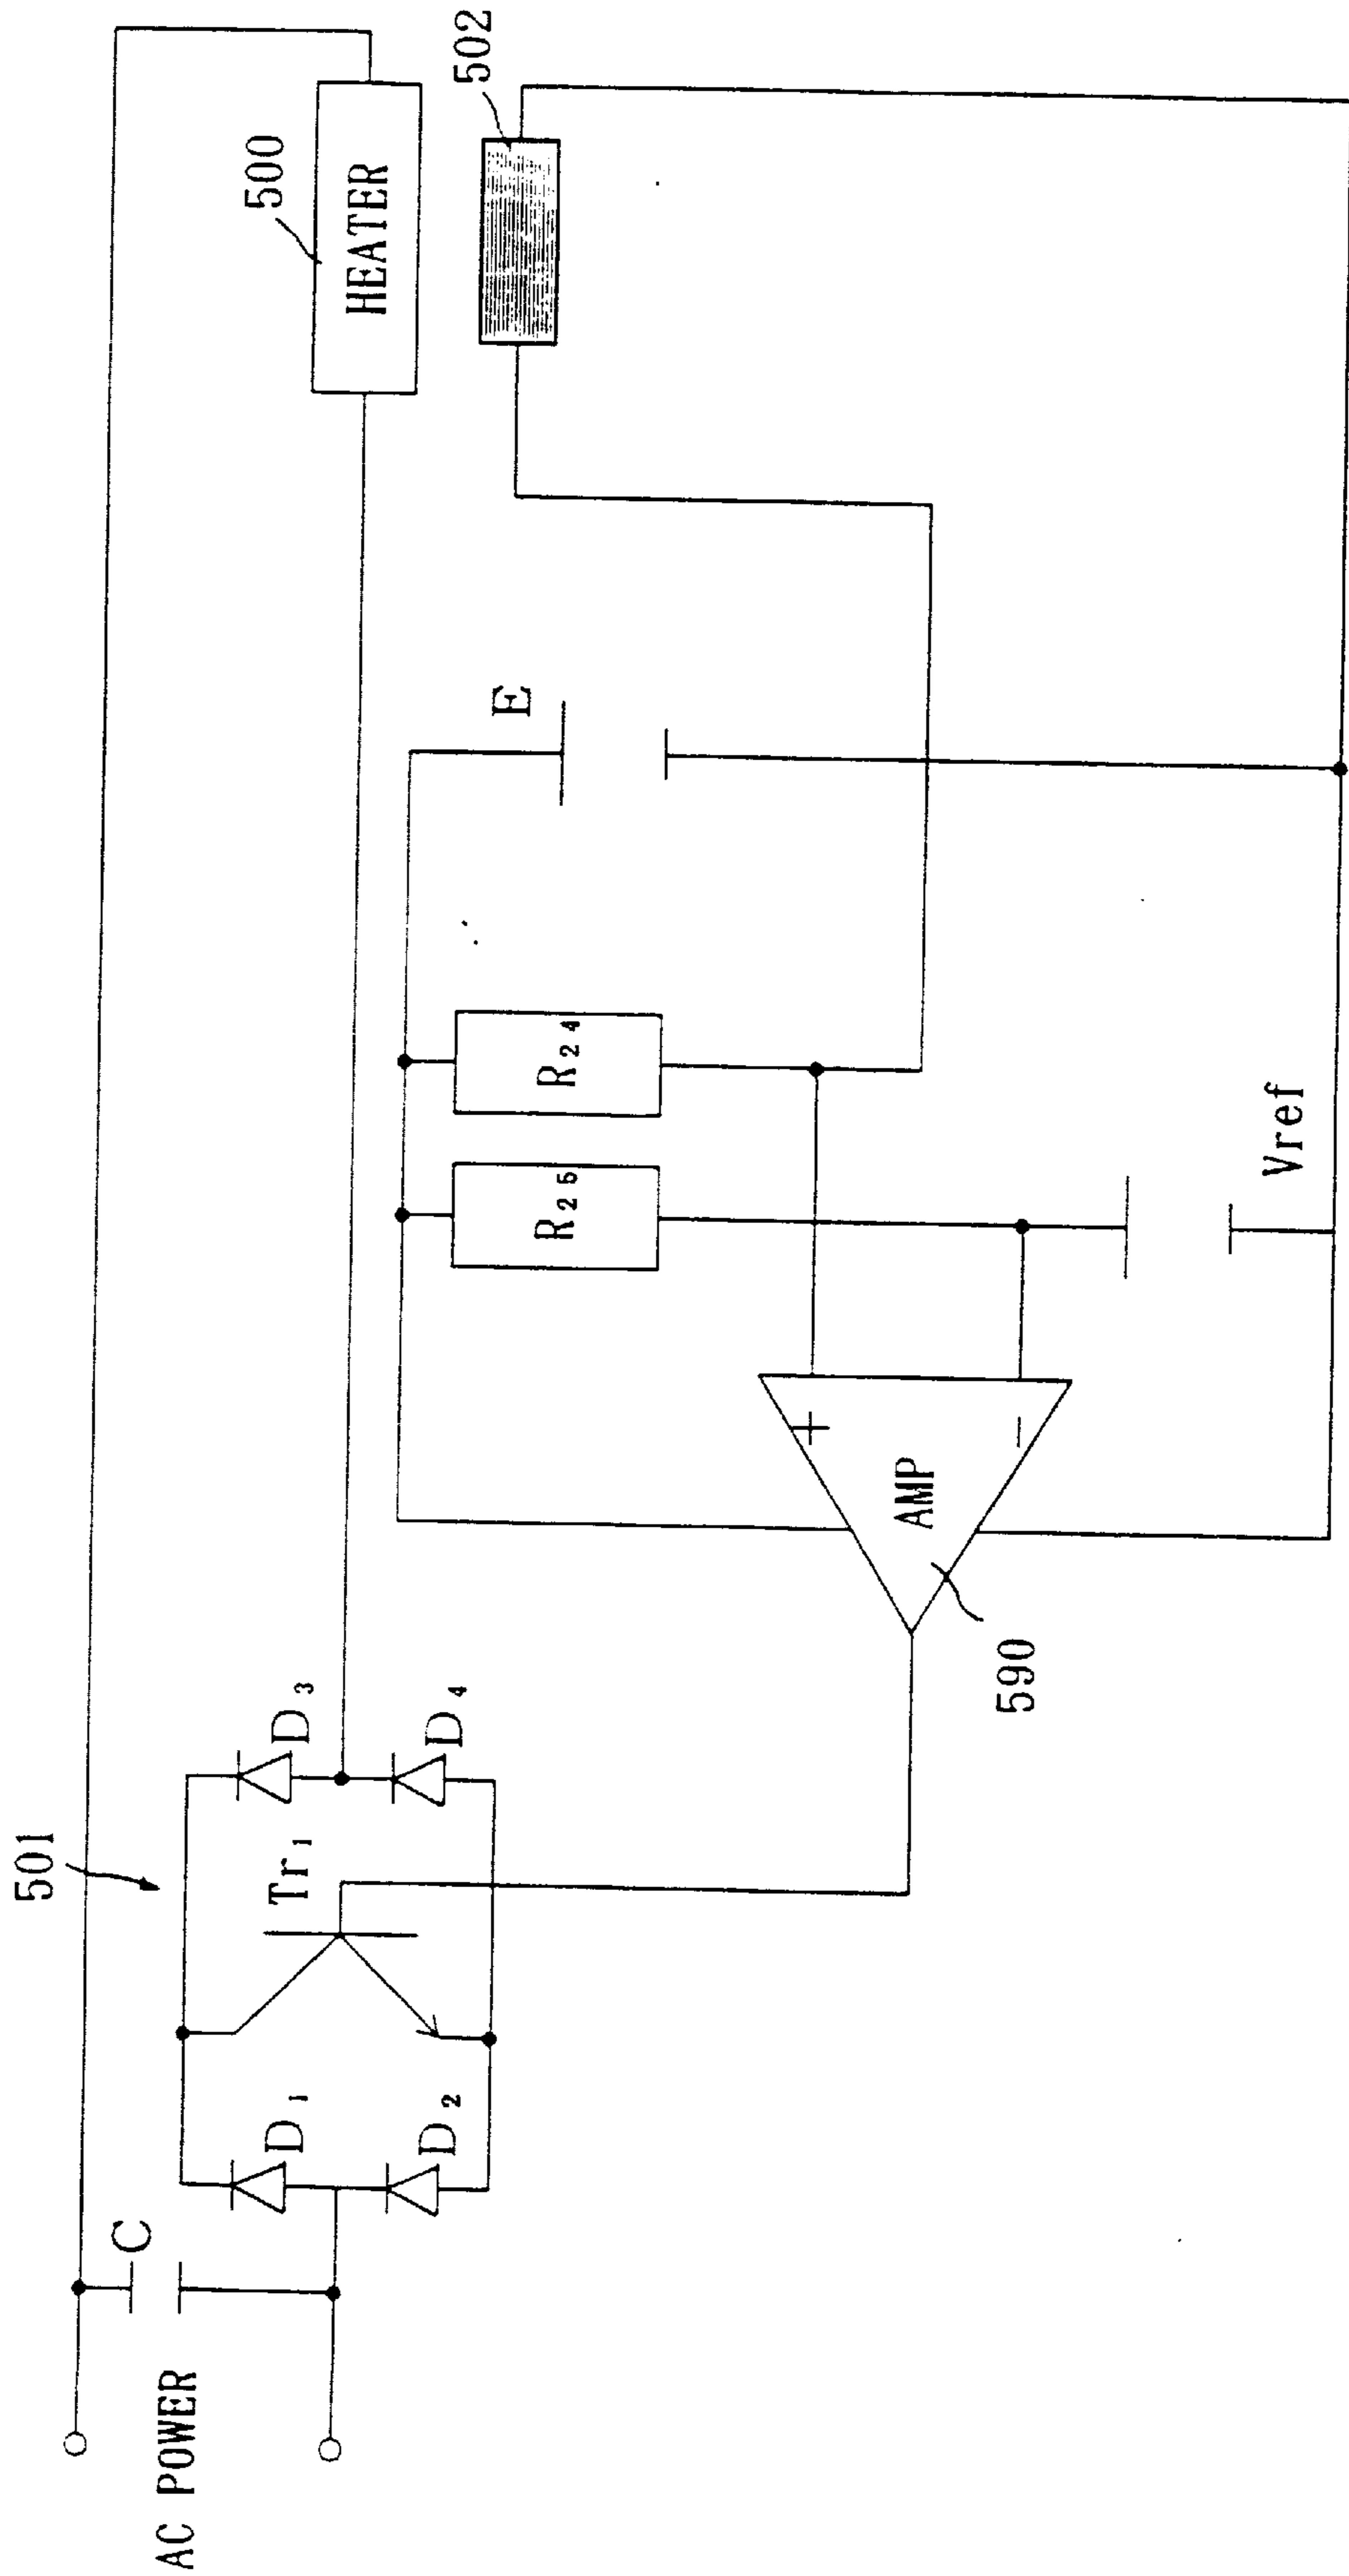 AC POWER
C
501
D1
D2
Tr1
D3
D4
590
AMP
+
−
R25
R24
Vref
E
500
HEATER
502